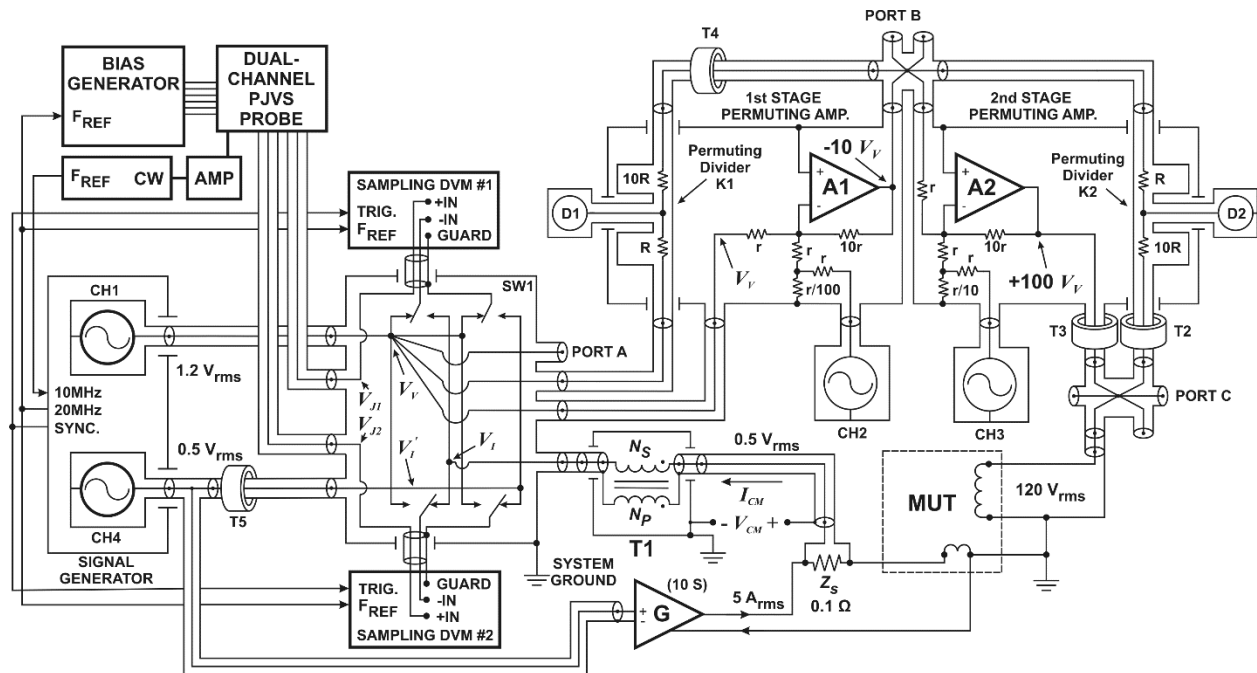 BIAS
GENERATOR
F_REF
DUAL-
CHANNEL
PJVS
PROBE
F_REF CW
AMP
SAMPLING DVM #1
+IN
-IN
GUARD
TRIG.
F_REF
SW1
CH1
1.2 V_rms
10MHz
20MHz
SYNC.
0.5 V_rms
CH4
SIGNAL
GENERATOR
T5
V_J1
V_J2
V_V
V_I'
V_I
PORT A
TRIG.
F_REF
GUARD
-IN
+IN
SAMPLING DVM #2
SYSTEM
GROUND
N_S
N_P
T1
0.5 V_rms
I_CM
- V_CM +
Z_S
0.1 Ω
(10 S)
+
G
-
5 A_rms
T4
PORT B
1st STAGE
PERMUTING AMP.
2nd STAGE
PERMUTING AMP.
10R
D1
R
Permuting
Divider
K1
-10 V_V
+
A1
-
r
10r
r
r
r/100
V_V
CH2
r
+
A2
-
10r
r
r
r/10
+100 V_V
CH3
Permuting
Divider
K2
R
D2
10R
T3
T2
PORT C
MUT
120 V_rms